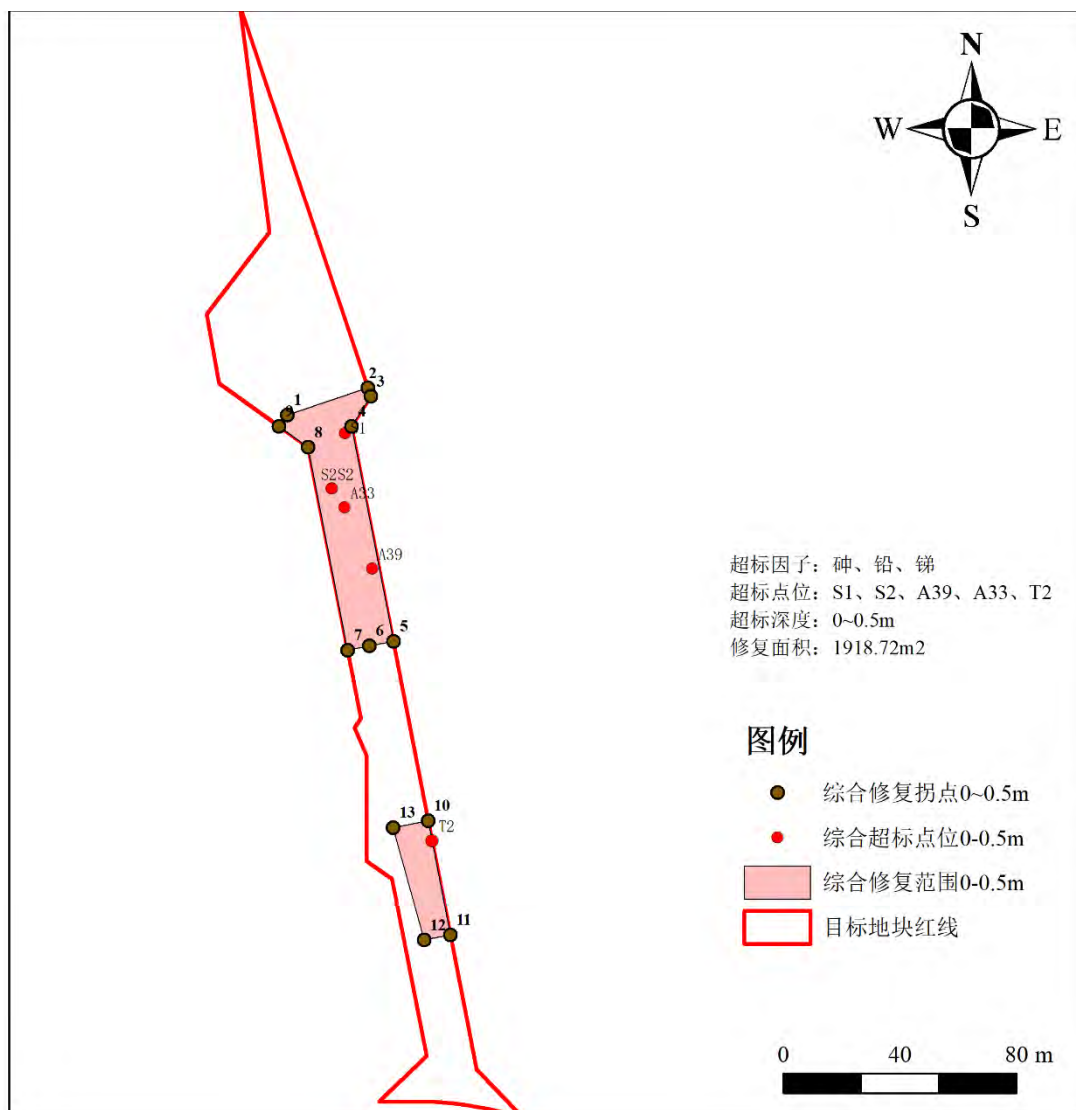 N
W
E
S
2
3
1
9
4
S1
8
S2S2
A33
A39
7
6
5
超标因子：砷、铅、锑
超标点位：S1、S2、A39、A33、T2
超标深度：0~0.5m
修复面积：1918.72m2
图例
综合修复拐点0~0.5m
综合超标点位0-0.5m
综合修复范围0-0.5m
目标地块红线
13
10
T2
12
11
0
40
80 m